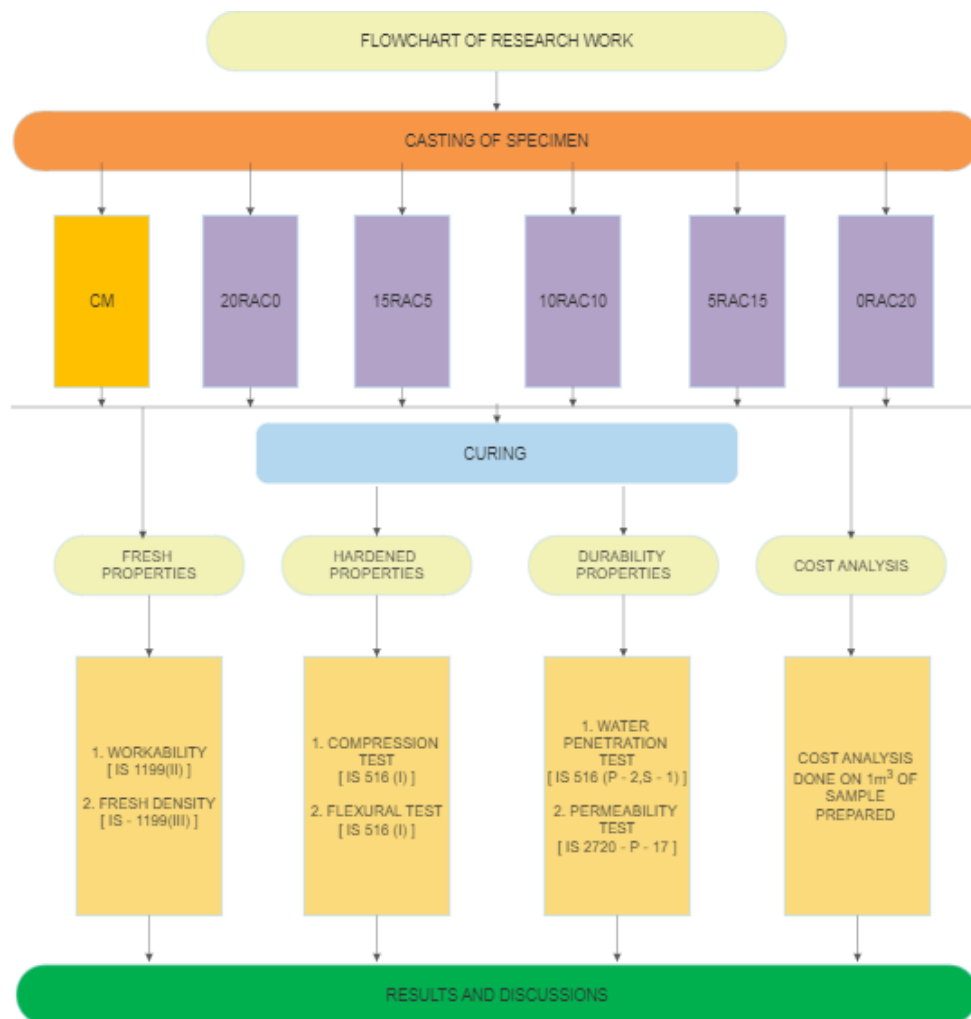 FLOWCHART OF RESEARCH WORK
CASTING OF SPECIMEN
CM
20RAC0
15RAC5
10RAC10
5RAC15
0RAC20
CURING
FRESH
PROPERTIES
HARDENED
PROPERTIES
DURABILITY
PROPERTIES
COST ANALYSIS
1. WORKABILITY
[ IS 1199(II) ]
2. FRESH DENSITY
[ IS - 1199(III) ]
1. COMPRESSION
TEST
[ IS 516 (I) ]
2. FLEXURAL TEST
[ IS 516 (I) ]
1. WATER
PENETRATION
TEST
[ IS 516 (P - 2,S - 1) ]
2. PERMEABILITY
TEST
[ IS 2720 - P - 17 ]
COST ANALYSIS
DONE ON 1m³ OF
SAMPLE
PREPARED
RESULTS AND DISCUSSIONS